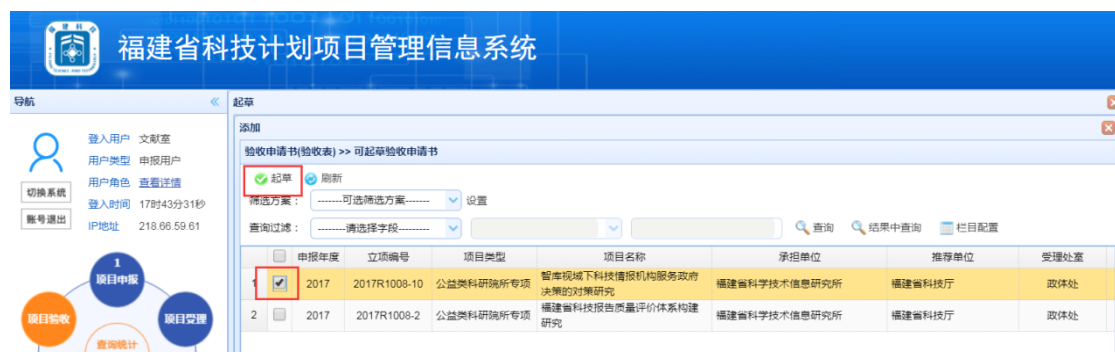 福建省科技计划项目管理信息系统
导航
起草
添加
登入用户 文献室
用户类型 申报用户
用户角色 查看详情
登入时间 17时43分31秒
IP地址 218.66.59.61
切换系统
账号退出
1
项目申报
项目验收
项目受理
查询统计
验收申请书(验收表) >> 可起草验收申请书
起草 刷新
筛选方案： -------可选筛选方案------- 设置
查询过滤： --------请选择字段--------- 查询 结果中查询 栏目配置
申报年度 立项编号 项目类型 项目名称 承担单位 推荐单位 受理处室
1 2017 2017R1008-10 公益类科研院所专项 智库视域下科技情报机构服务政府 福建省科学技术信息研究所 福建省科技厅 政体处
决策的对策研究
2 2017 2017R1008-2 公益类科研院所专项 福建省科技报告质量评价体系构建 福建省科学技术信息研究所 福建省科技厅 政体处
研究